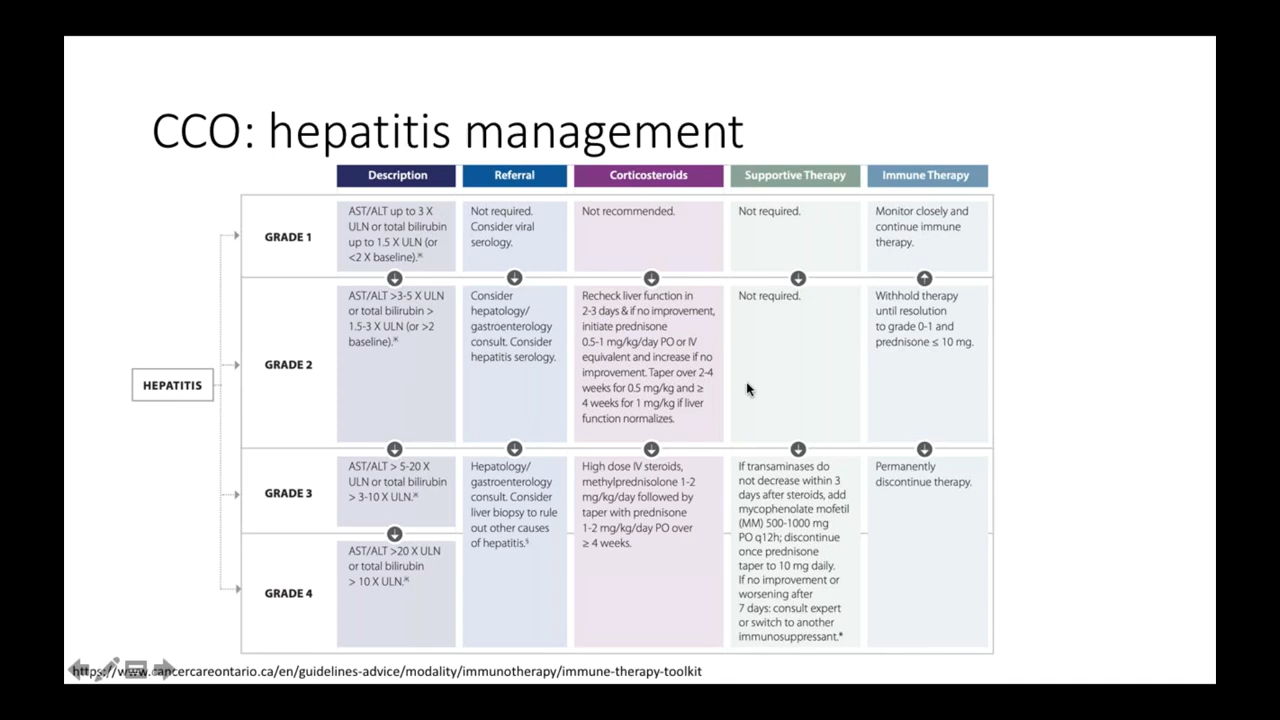 CCO: hepatitis management
Description
Referral
Corticosteroids
Supportive Therapy
Immune Therapy
HEPATITIS
GRADE 1
AST/ALT up to 3 X
ULN or total bilirubin
up to 1.5 X ULN (or
<2 X baseline).*
Not required.
Consider viral
serology.
Not recommended.
Not required.
Monitor closely and
continue immune
therapy.
GRADE 2
AST/ALT >3-5 X ULN
or total bilirubin >
1.5-3 X ULN (or >2
baseline).*
Consider
hepatology/
gastroenterology
consult. Consider
hepatitis serology.
Recheck liver function in
2-3 days & if no improvement,
initiate prednisone
0.5-1 mg/kg/day PO or IV
equivalent and increase if no
improvement. Taper over 2-4
weeks for 0.5 mg/kg and ≥
4 weeks for 1 mg/kg if liver
function normalizes.
Not required.
Withhold therapy
until resolution
to grade 0-1 and
prednisone ≤ 10 mg.
GRADE 3
AST/ALT > 5-20 X
ULN or total bilirubin
> 3-10 X ULN.*
Hepatology/
gastroenterology
consult. Consider
liver biopsy to rule
out other causes
of hepatitis.§
High dose IV steroids,
methylprednisolone 1-2
mg/kg/day followed by
taper with prednisone
1-2 mg/kg/day PO over
≥ 4 weeks.
If transaminases do
not decrease within 3
days after steroids, add
mycophenolate mofetil
(MM) 500-1000 mg
PO q12h; discontinue
once prednisone
taper to 10 mg daily.
If no improvement or
worsening after
7 days: consult expert
or switch to another
immunosuppressant.*
Permanently
discontinue therapy.
GRADE 4
AST/ALT >20 X ULN
or total bilirubin
> 10 X ULN.*
https://www.cancercareontario.ca/en/guidelines-advice/modality/immunotherapy/immune-therapy-toolkit